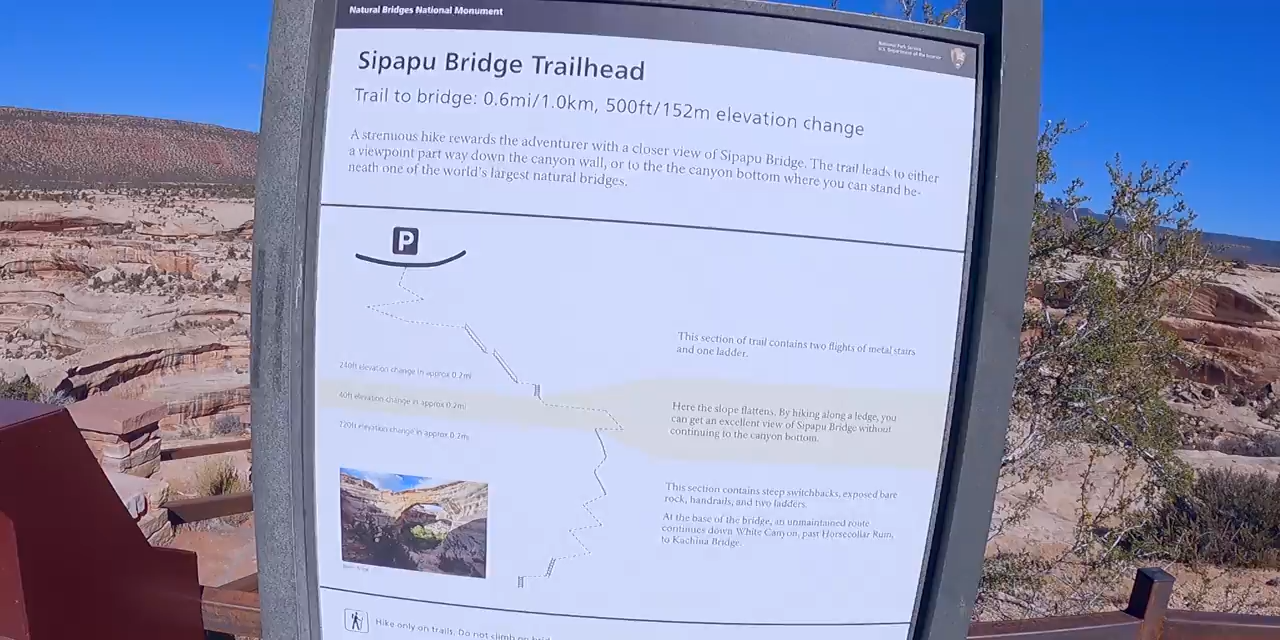 Natural Bridges National Monument
National Park Service
U.S. Department of the Interior
Sipapu Bridge Trailhead
Trail to bridge: 0.6mi/1.0km, 500ft/152m elevation change
A strenuous hike rewards the adventurer with a closer view of Sipapu Bridge. The trail leads to either
a viewpoint part way down the canyon wall, or to the the canyon bottom where you can stand be-
neath one of the world's largest natural bridges.
P
This section of trail contains two flights of metal stairs
and one ladder.
240ft elevation change in approx 0.2mi
40ft elevation change in approx 0.2mi
Here the slope flattens. By hiking along a ledge, you
can get an excellent view of Sipapu Bridge without
continuing to the canyon bottom.
220ft elevation change in approx 0.2mi
This section contains steep switchbacks, exposed bare
rock, handrails, and two ladders.
At the base of the bridge, an unmaintained route
continues down White Canyon, past Horsecollar Ruin,
to Kachina Bridge.
Hike only on trails. Do not climb on